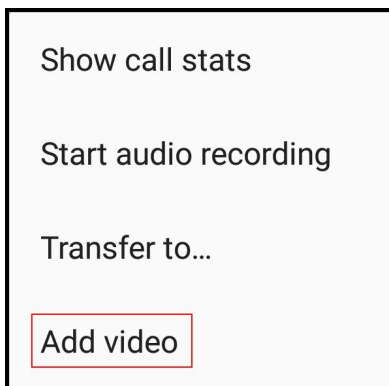 Show call stats
Start audio recording
Transfer to…
Add video